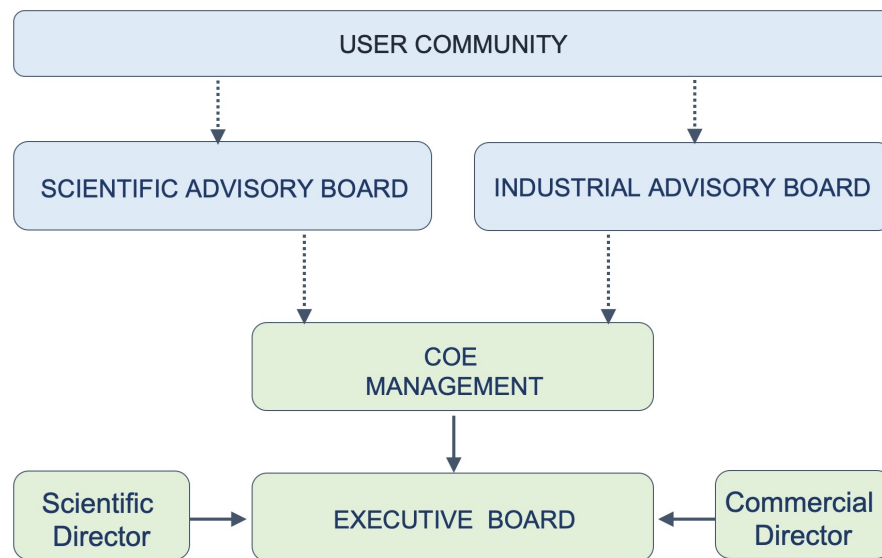 USER COMMUNITY
SCIENTIFIC ADVISORY BOARD
INDUSTRIAL ADVISORY BOARD
COE
MANAGEMENT
Scientific
Director
EXECUTIVE BOARD
Commercial
Director